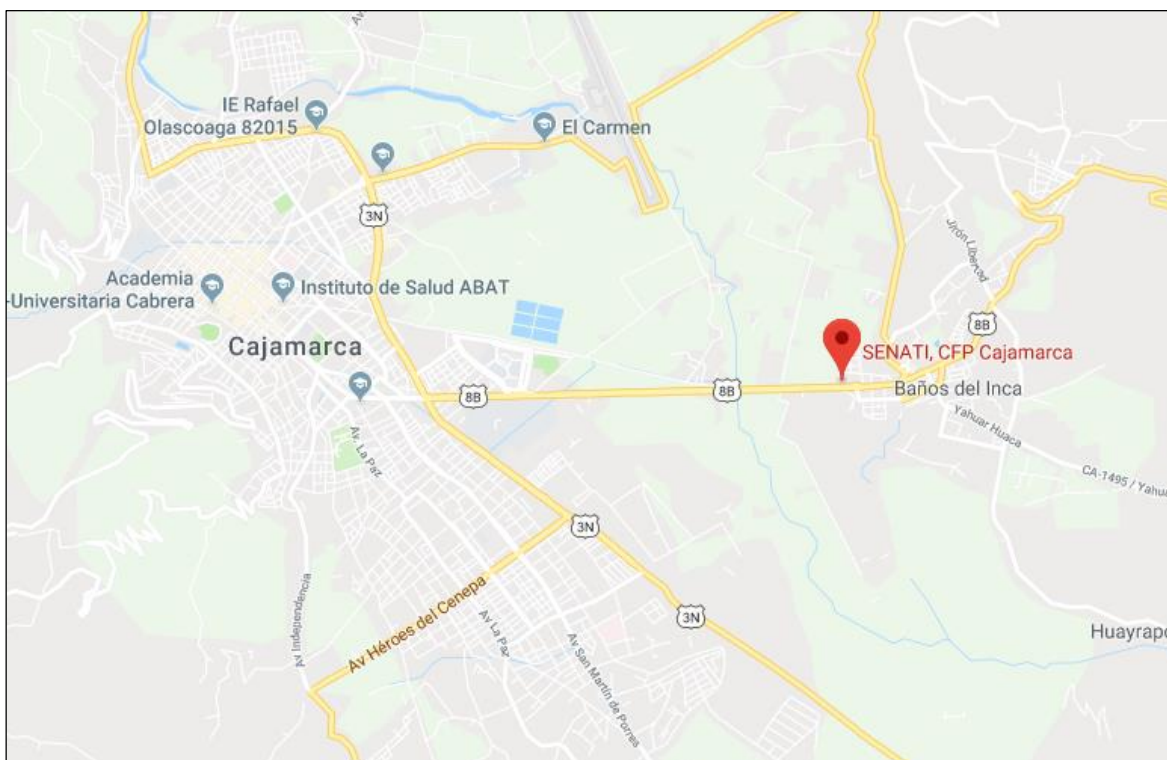 Av
IE Rafael
Olascoaga 82015
El Carmen
3N
Jirón Libertad
Academia
-Universitaria Cabrera
Instituto de Salud ABAT
8B
Cajamarca
SENATI, CFP Cajamarca
8B
8B
Baños del Inca
Yahuar Huaca
Av. La Paz
CA-1495 / Yahua
3N
Av Héroes del Cenepa
Av Independencia
Av La Paz
Av San Martín de Porres
3N
Huayrapo